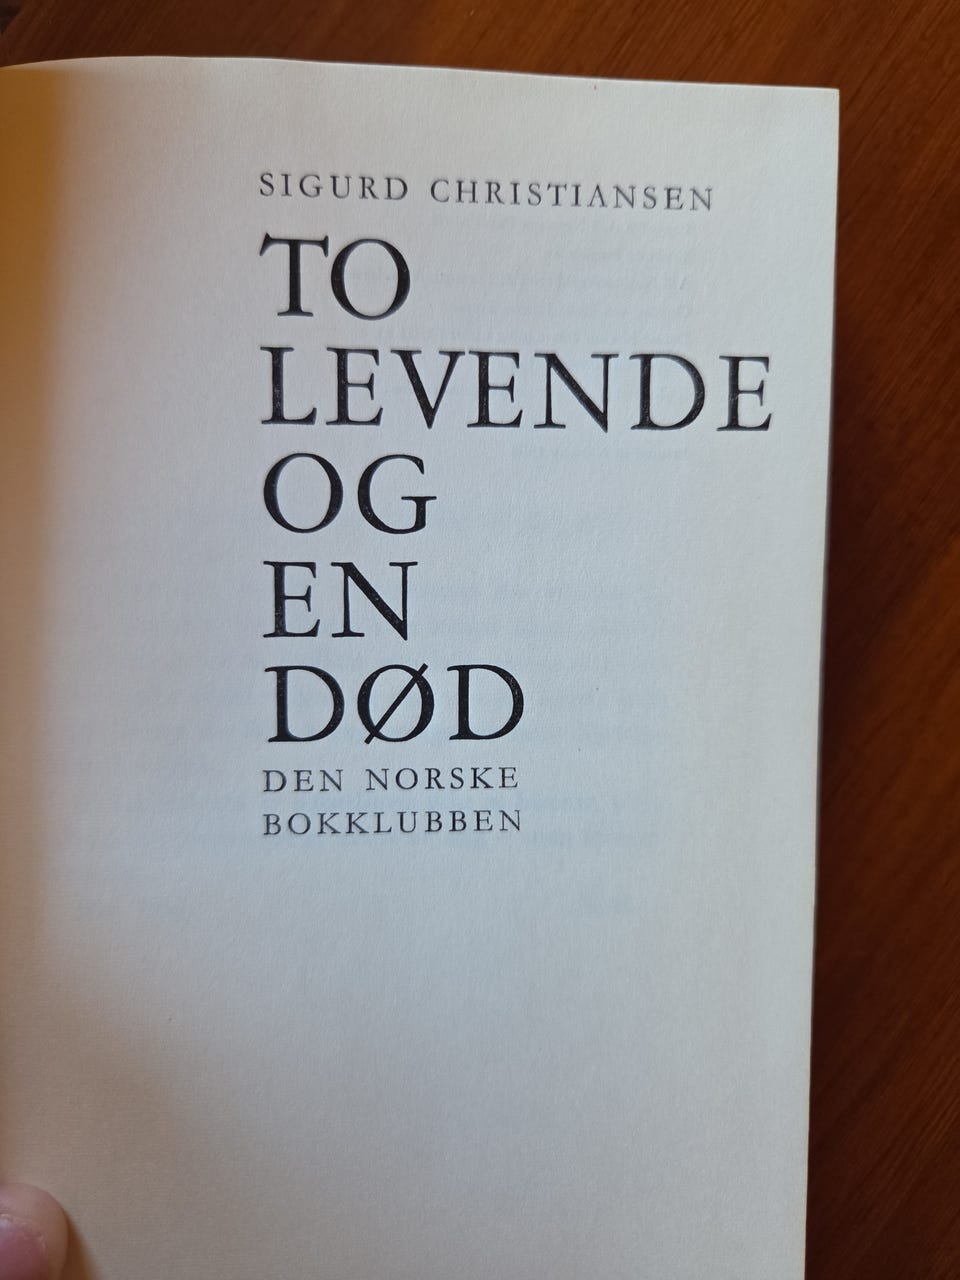 SIGURD CHRISTIANSEN
TO
LEVENDE
OG
EN
DØD
DEN NORSKE
BOKKLUBBEN